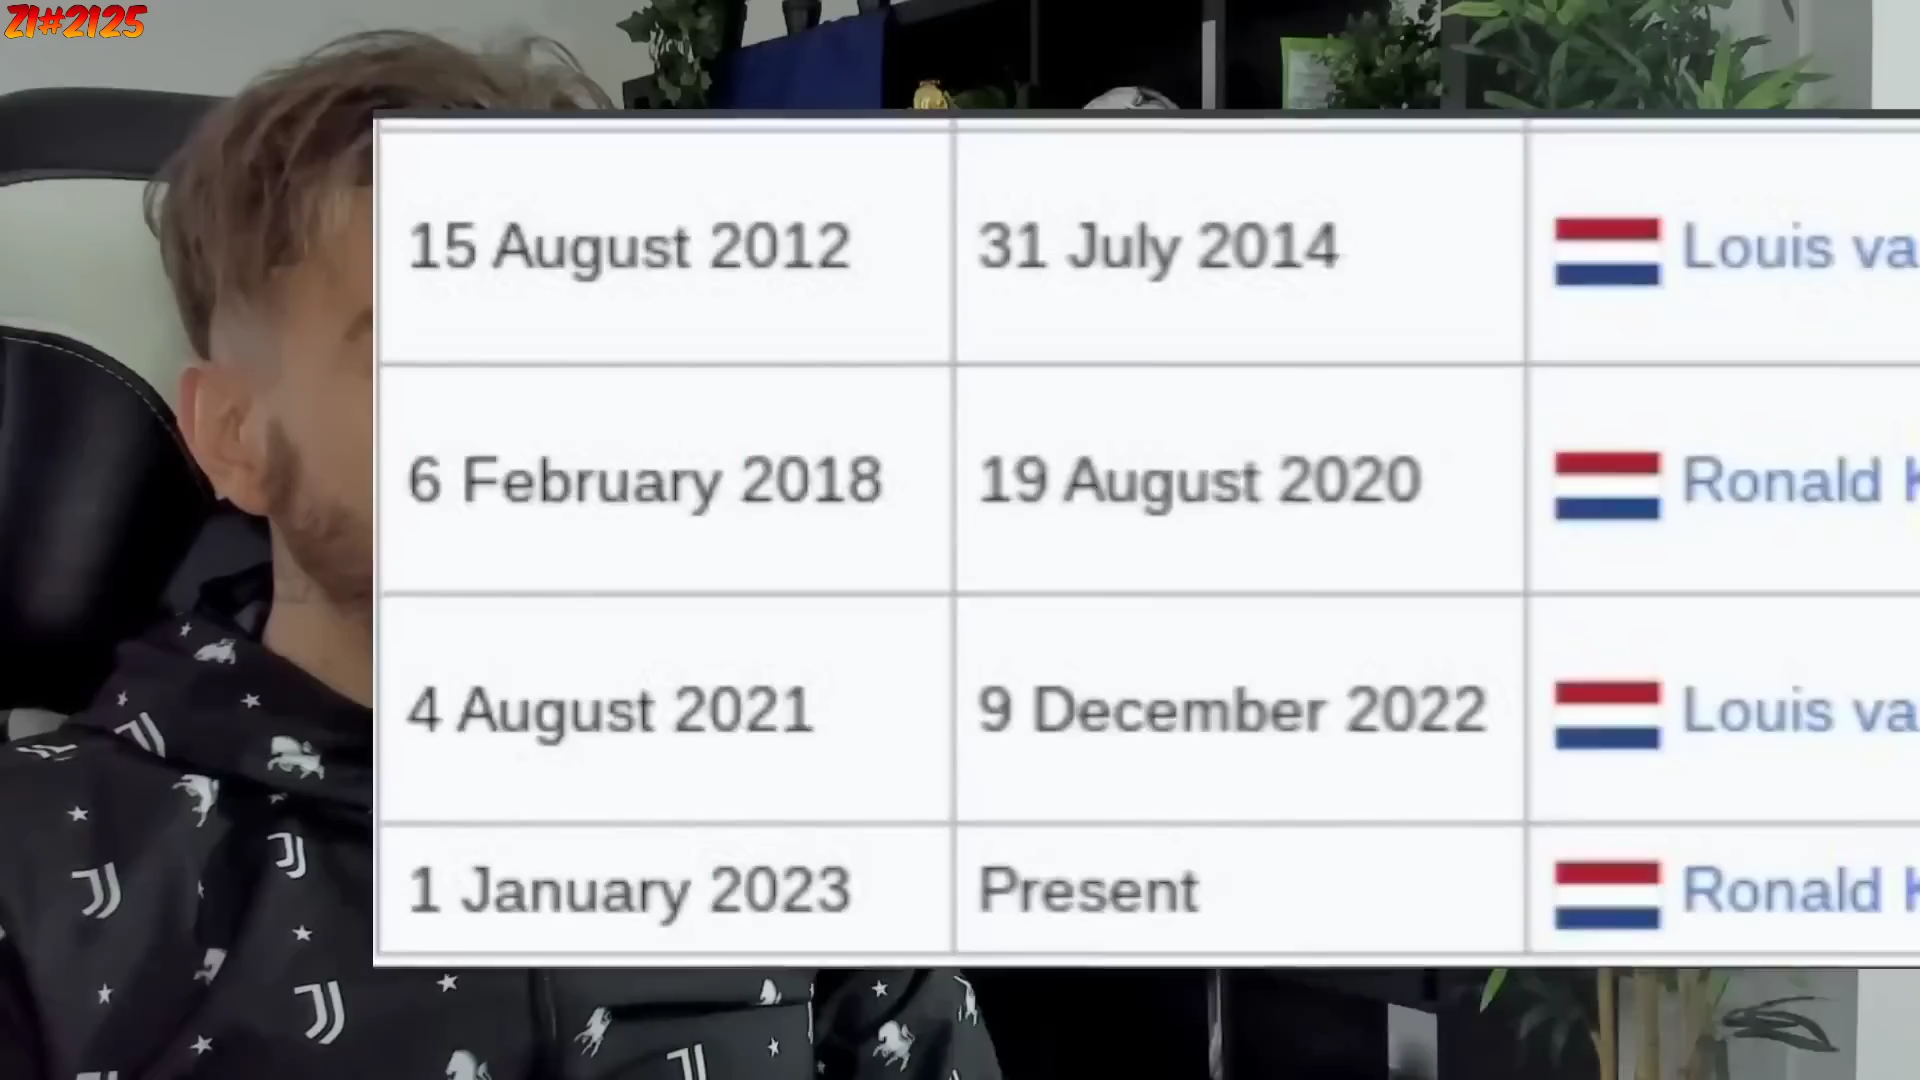 Z1#2125
15 August 2012 31 July 2014 Louis va
6 February 2018 19 August 2020 Ronald K
4 August 2021 9 December 2022 Louis va
1 January 2023 Present Ronald K